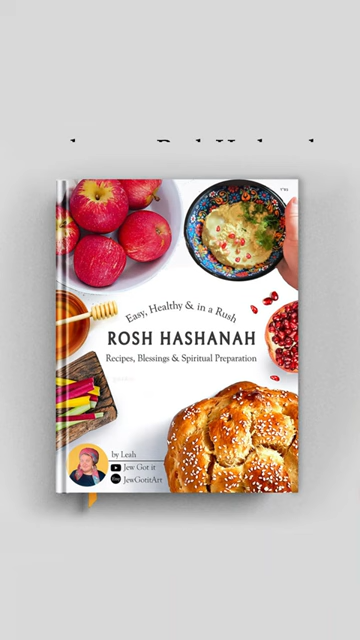 Easy, Healthy & in a Rush
ROSH HASHANAH
Recipes, Blessings & Spiritual Preparation
by Leah
Jew Got it
JewGotitArt